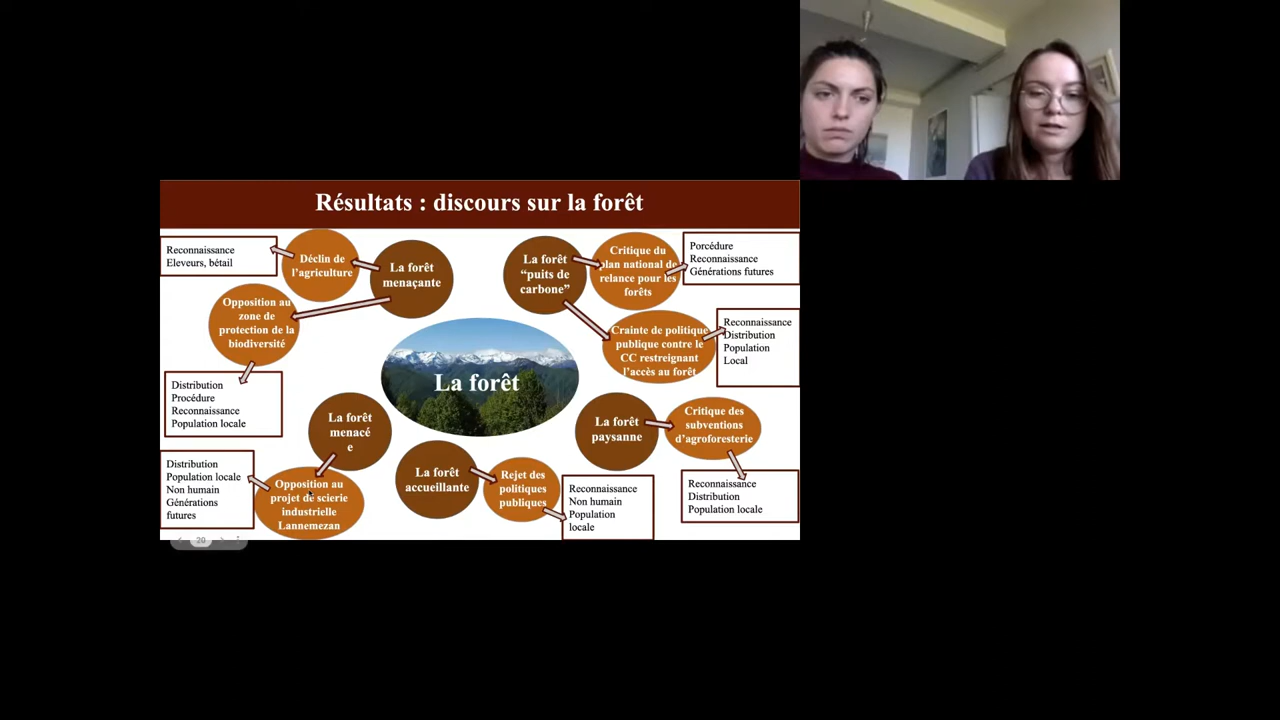 Résultats : discours sur la forêt
Reconnaissance
Eleveurs, bétail
Déclin de
l'agriculture
La forêt
menaçante
Opposition au
zone de
protection de la
biodiversité
Distribution
Procédure
Reconnaissance
Population locale
La forêt
“puits de
carbone”
Critique du
plan national de
relance pour les
forêts
Porcédure
Reconnaissance
Générations futures
Crainte de politique
publique contre le
CC restreignant
l'accès au forêt
Reconnaissance
Distribution
Population
Local
La forêt
La forêt
menacé
e
Opposition au
projet de scierie
industrielle
Lannemezan
Distribution
Population locale
Non humain
Générations
futures
La forêt
accueillante
Rejet des
politiques
publiques
Reconnaissance
Non humain
Population
locale
La forêt
paysanne
Critique des
subventions
d'agroforesterie
Reconnaissance
Distribution
Population locale
20